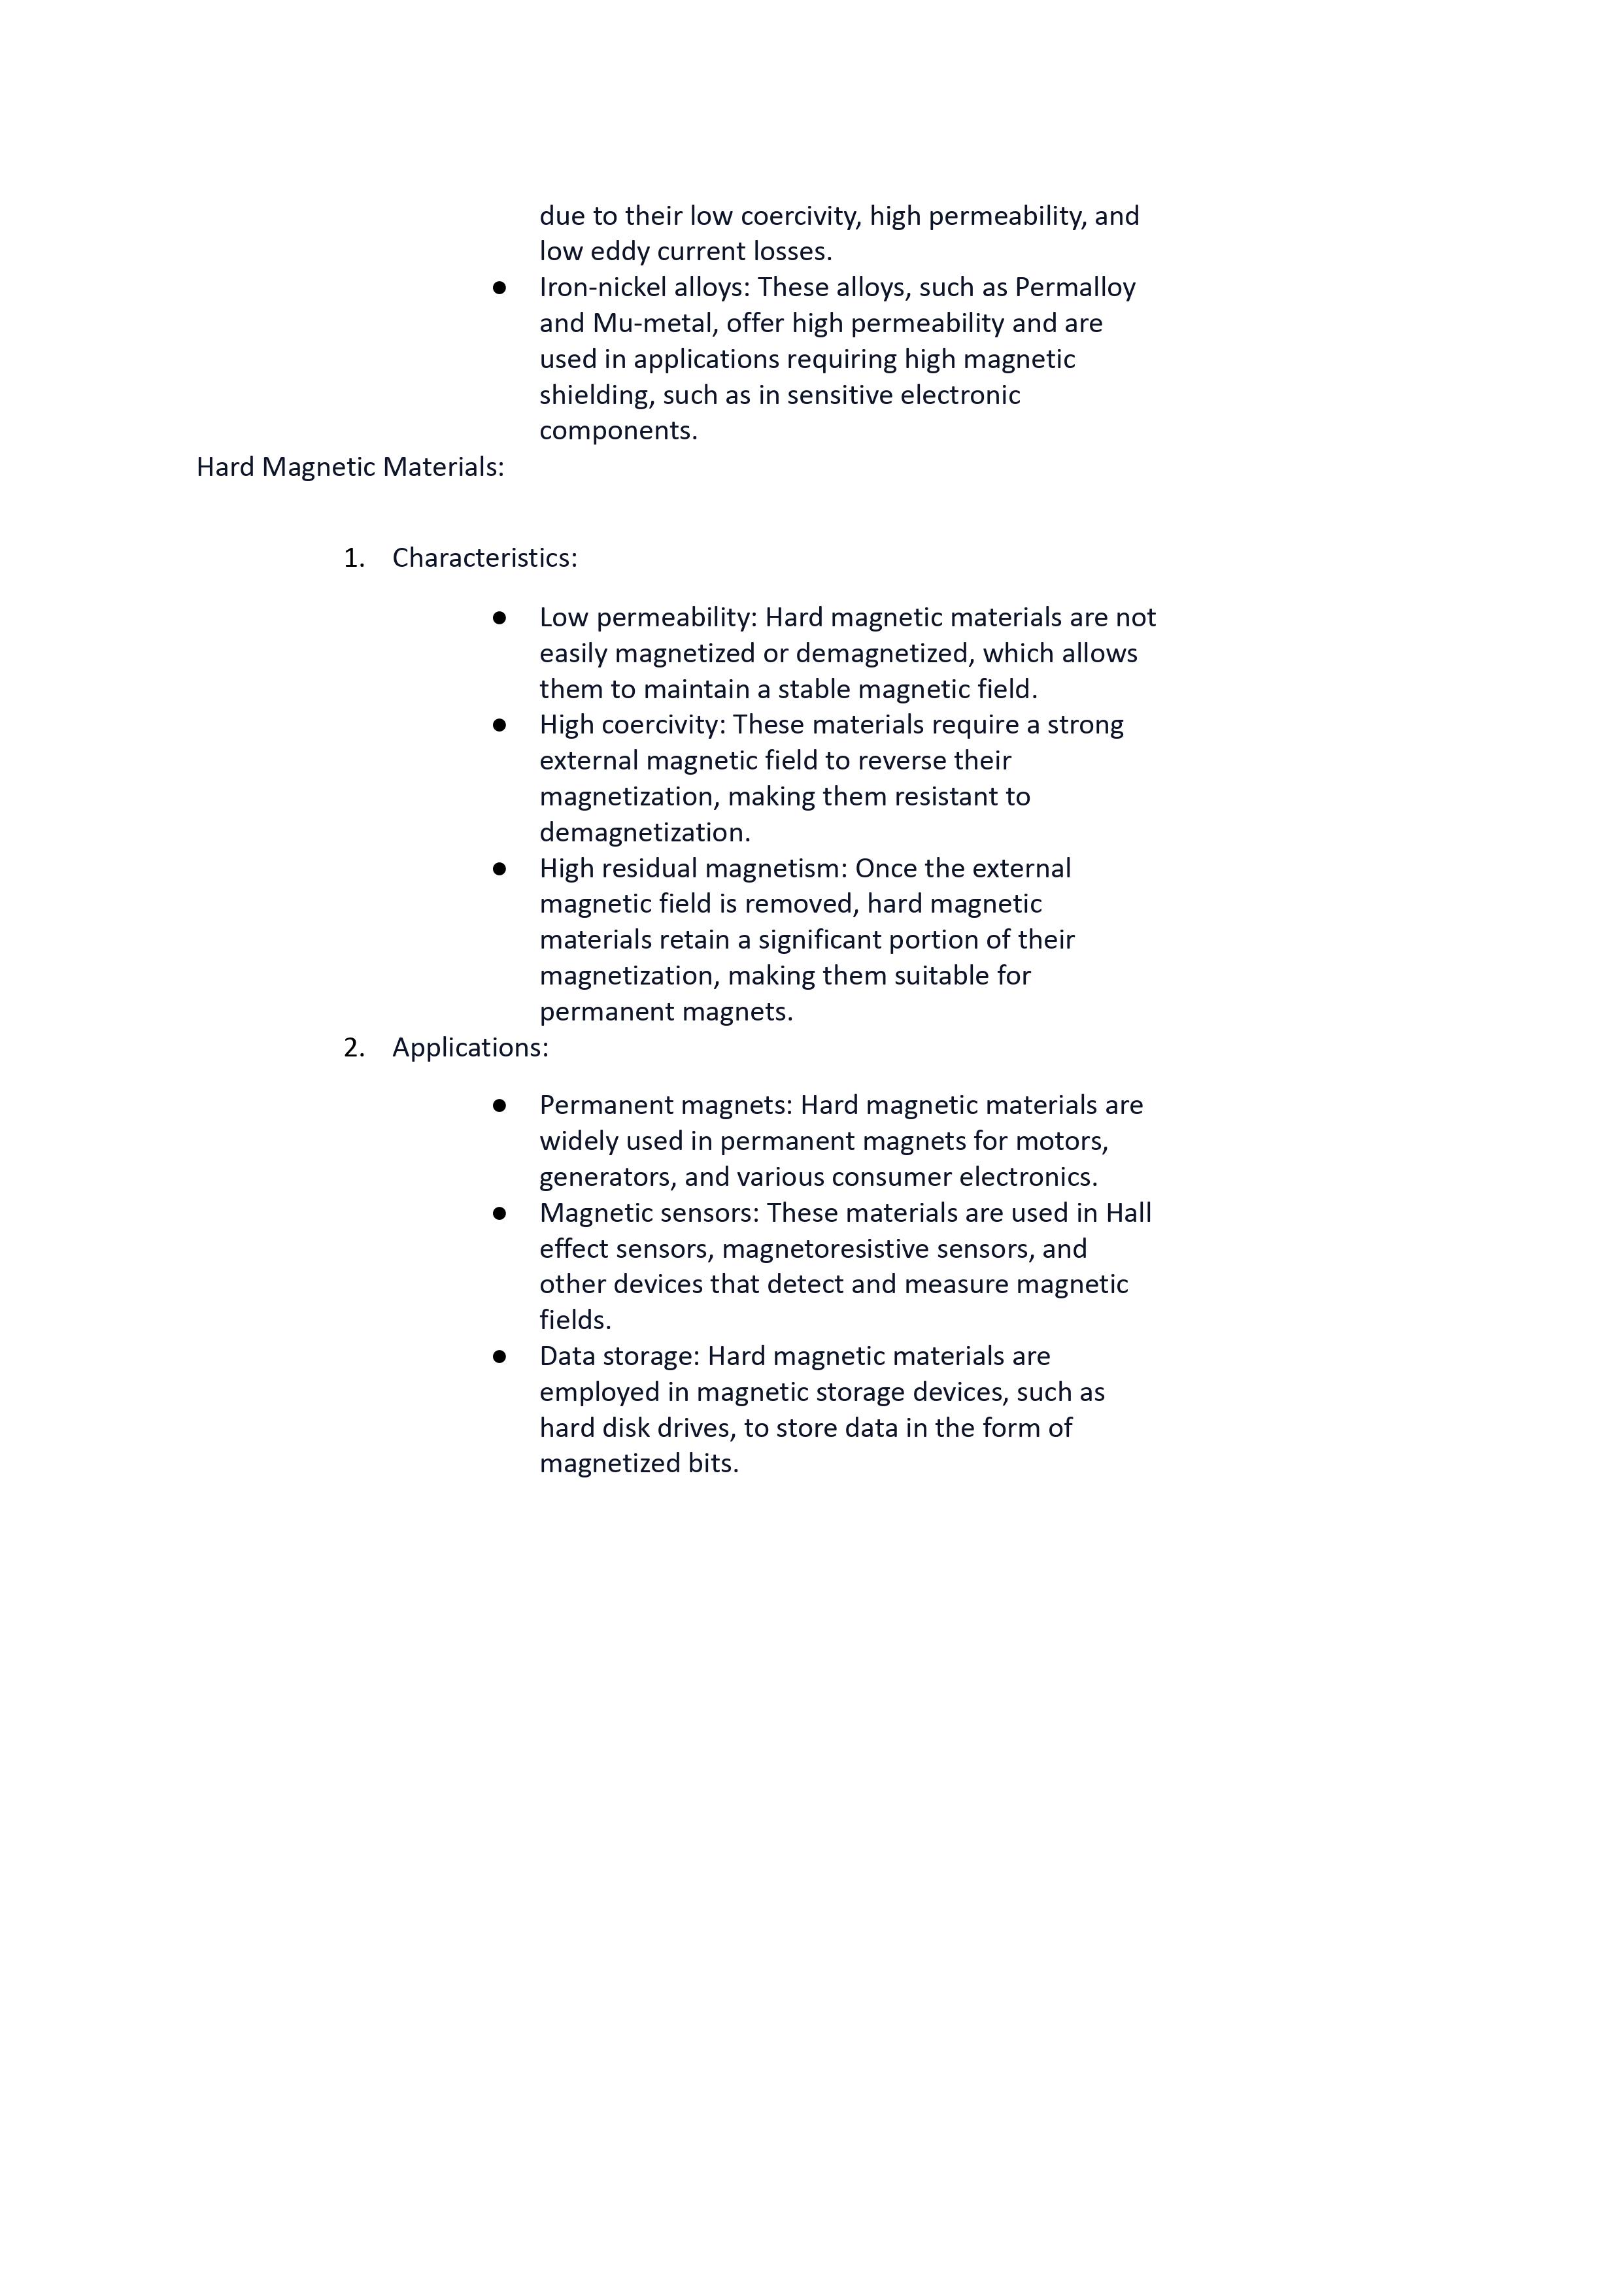 due to their low coercivity, high permeability, and
low eddy current losses.
● Iron-nickel alloys: These alloys, such as Permalloy
and Mu-metal, offer high permeability and are
used in applications requiring high magnetic
shielding, such as in sensitive electronic
components.
Hard Magnetic Materials:
1. Characteristics:
● Low permeability: Hard magnetic materials are not
easily magnetized or demagnetized, which allows
them to maintain a stable magnetic field.
● High coercivity: These materials require a strong
external magnetic field to reverse their
magnetization, making them resistant to
demagnetization.
● High residual magnetism: Once the external
magnetic field is removed, hard magnetic
materials retain a significant portion of their
magnetization, making them suitable for
permanent magnets.
2. Applications:
● Permanent magnets: Hard magnetic materials are
widely used in permanent magnets for motors,
generators, and various consumer electronics.
● Magnetic sensors: These materials are used in Hall
effect sensors, magnetoresistive sensors, and
other devices that detect and measure magnetic
fields.
● Data storage: Hard magnetic materials are
employed in magnetic storage devices, such as
hard disk drives, to store data in the form of
magnetized bits.